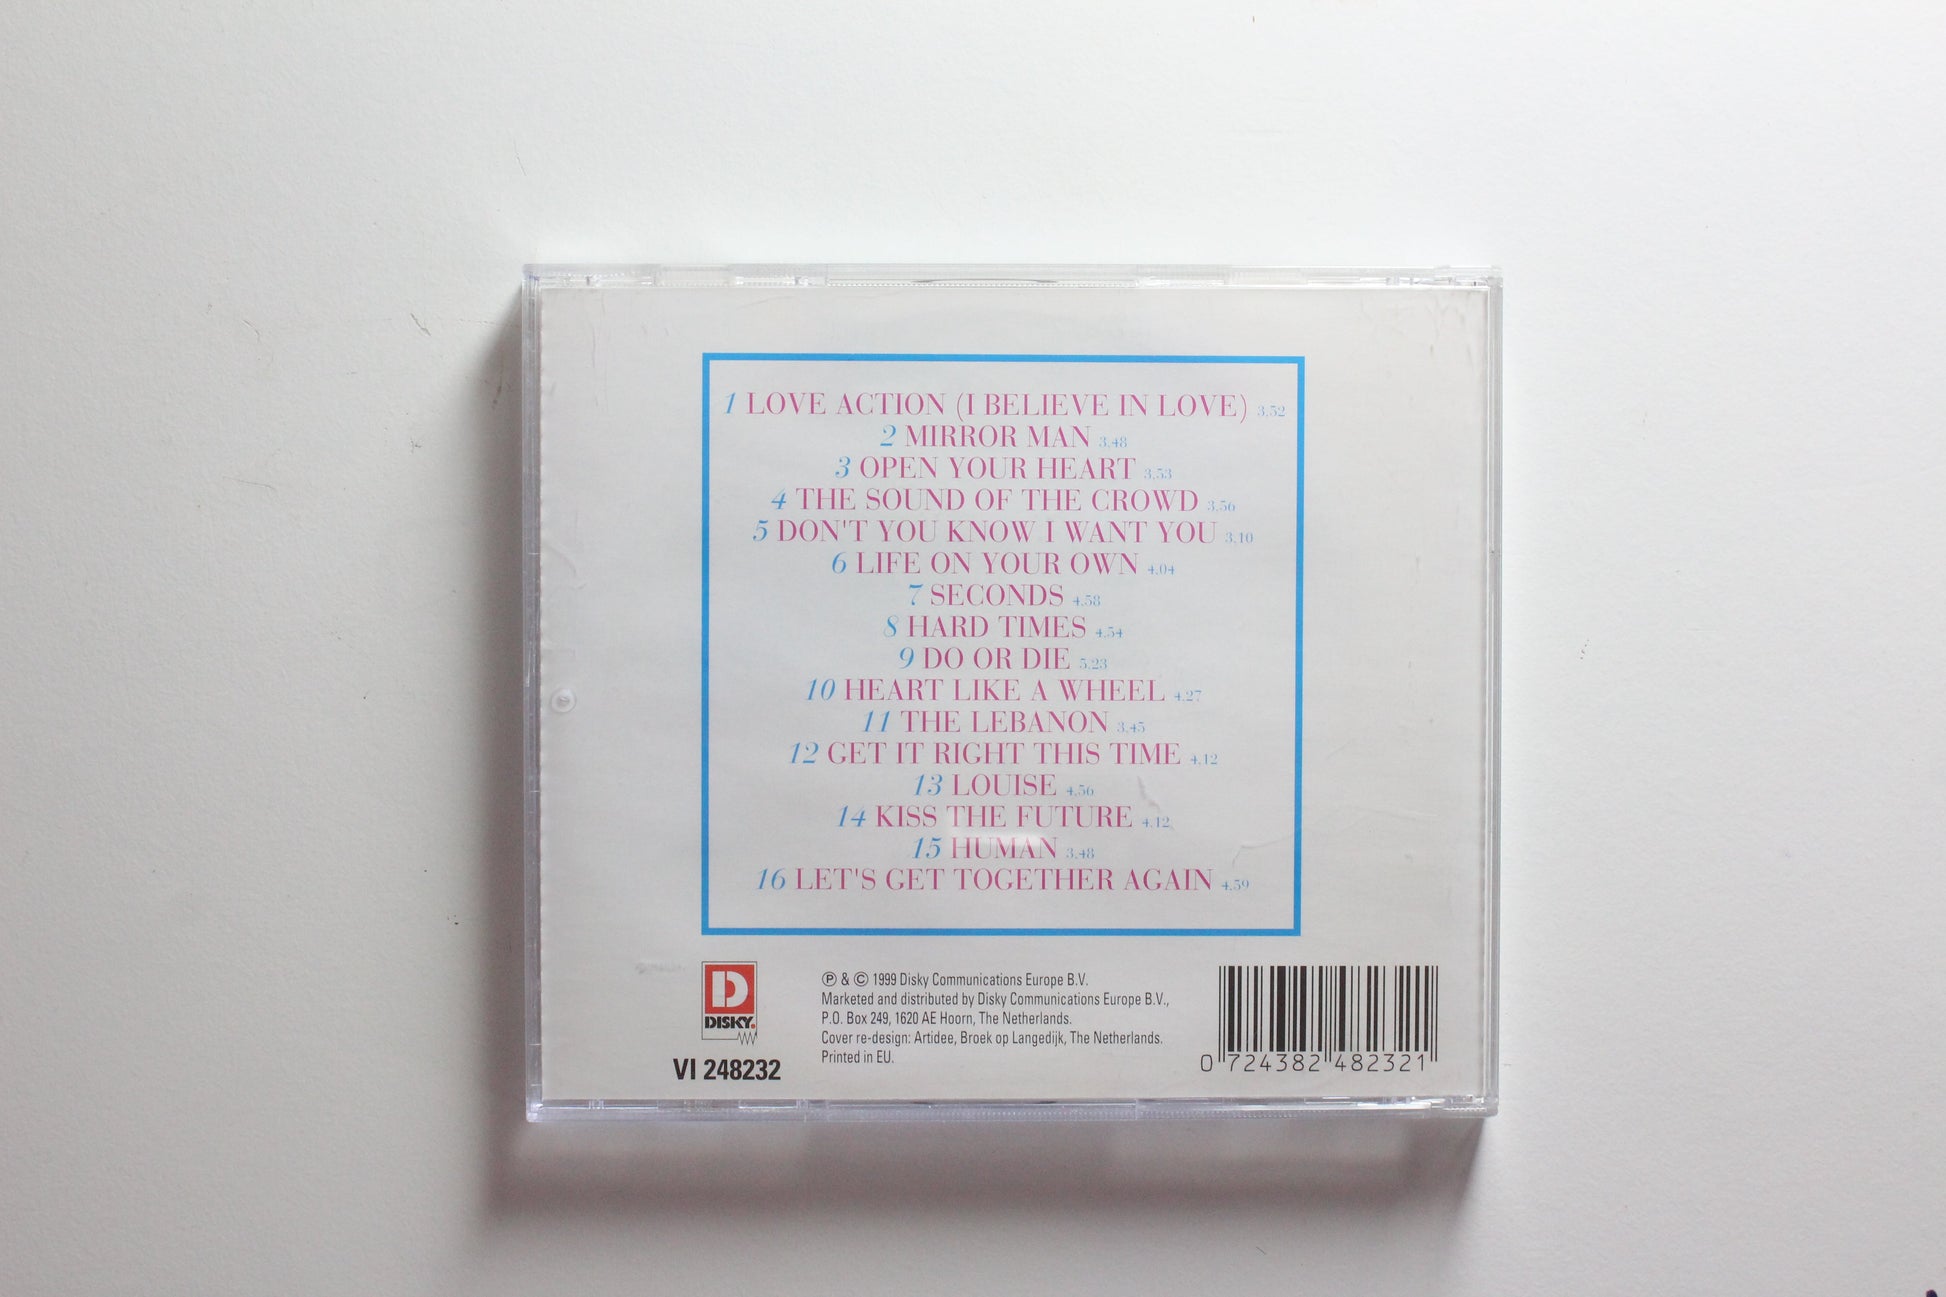 1 LOVE ACTION (I BELIEVE IN LOVE) 3.52
2 MIRROR MAN 3.48
3 OPEN YOUR HEART 3.53
4 THE SOUND OF THE CROWD 3.56
5 DON'T YOU KNOW I WANT YOU 3.10
6 LIFE ON YOUR OWN 4.04
7 SECONDS 4.58
8 HARD TIMES 4.54
9 DO OR DIE 5.23
10 HEART LIKE A WHEEL 4.27
11 THE LEBANON 3.45
12 GET IT RIGHT THIS TIME 4.12
13 LOUISE 4.56
14 KISS THE FUTURE 4.12
15 HUMAN 3.48
16 LET'S GET TOGETHER AGAIN 4.59
D
DISKY.
VI 248232
℗ & © 1999 Disky Communications Europe B.V.
Marketed and distributed by Disky Communications Europe B.V.,
P.O. Box 249, 1620 AE Hoorn, The Netherlands.
Cover re-design: Artidee, Broek op Langedijk, The Netherlands.
Printed in EU.
0 724382 482321